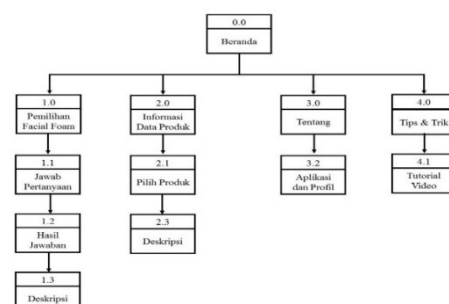 0.0
Beranda
1.0
Pemilihan
Facial Foam
2.0
Informasi
Data Produk
3.0
Tentang
4.0
Tips & Trik
1.1
Jawab
Pertanyaan
2.1
Pilih Produk
3.2
Aplikasi
dan Profil
4.1
Tutorial
Video
1.2
Hasil
Jawaban
2.3
Deskripsi
1.3
Deskripsi